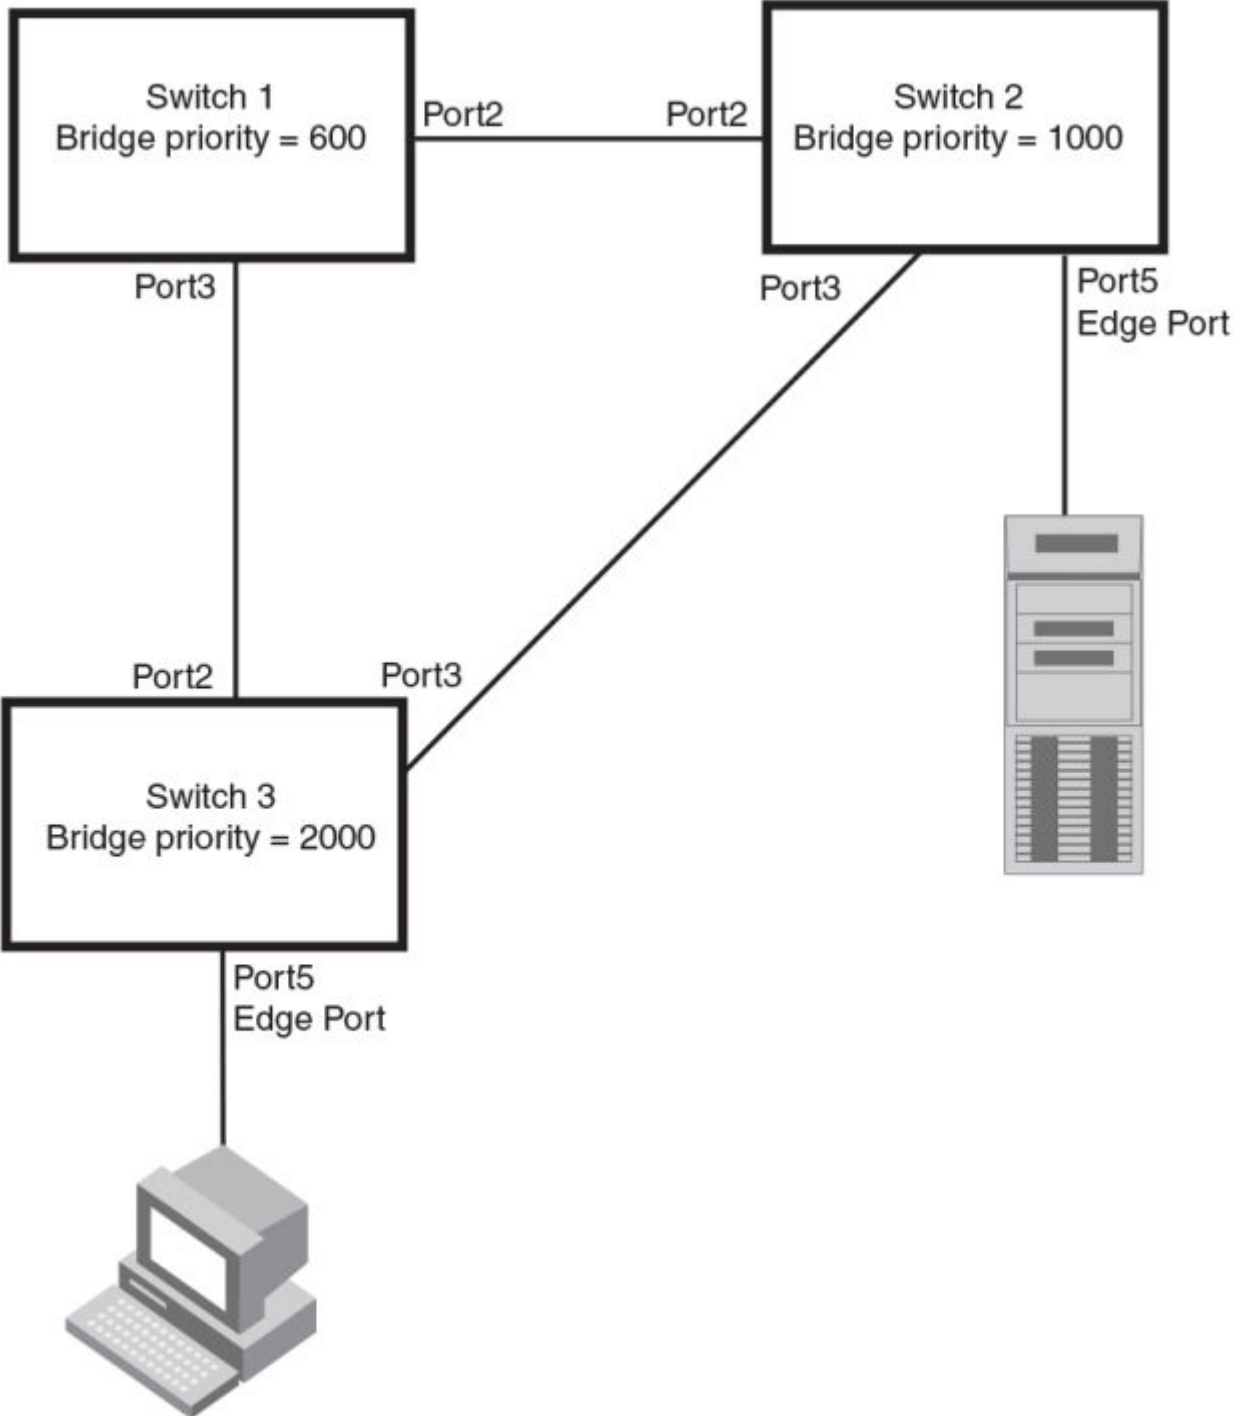 Switch 1
Bridge priority = 600
Port2
Port2
Switch 2
Bridge priority = 1000
Port3
Port3
Port5
Edge Port
Port2
Port3
Switch 3
Bridge priority = 2000
Port5
Edge Port